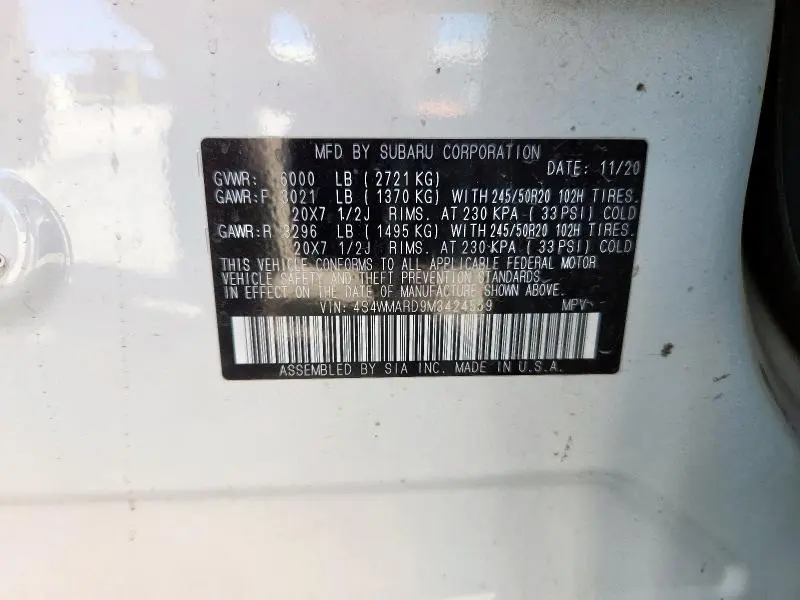 MFD BY SUBARU CORPORATION
DATE: 11/20
GVWR: 6000 LB ( 2721 KG)
GAWR:F 3021 LB ( 1370 KG) WITH 245/50R20 102H TIRES.
20X7 1/2J RIMS. AT 230 KPA ( 33 PSI) COLD
GAWR:R 3296 LB ( 1495 KG) WITH 245/50R20 102H TIRES.
20X7 1/2J RIMS. AT 230 KPA ( 33 PSI) COLD
THIS VEHICLE CONFORMS TO ALL APPLICABLE FEDERAL MOTOR
VEHICLE SAFETY AND THEFT PREVENTION STANDARDS
IN EFFECT ON THE DATE OF MANUFACTURE SHOWN ABOVE.
VIN: MPV
ASSEMBLED BY SIA INC. MADE IN U.S.A.